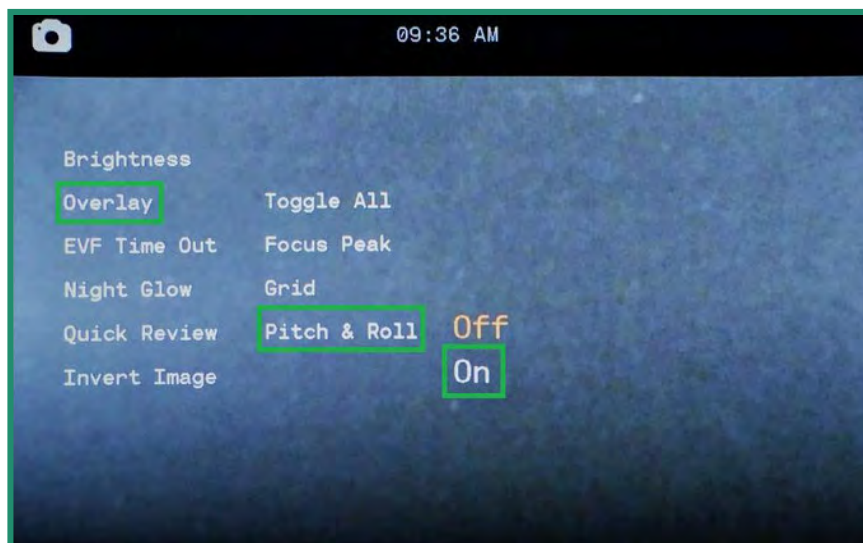 09:36 AM
Brightness
Overlay Toggle All
EVF Time Out Focus Peak
Night Glow Grid
Quick Review Pitch & Roll Off
Invert Image On